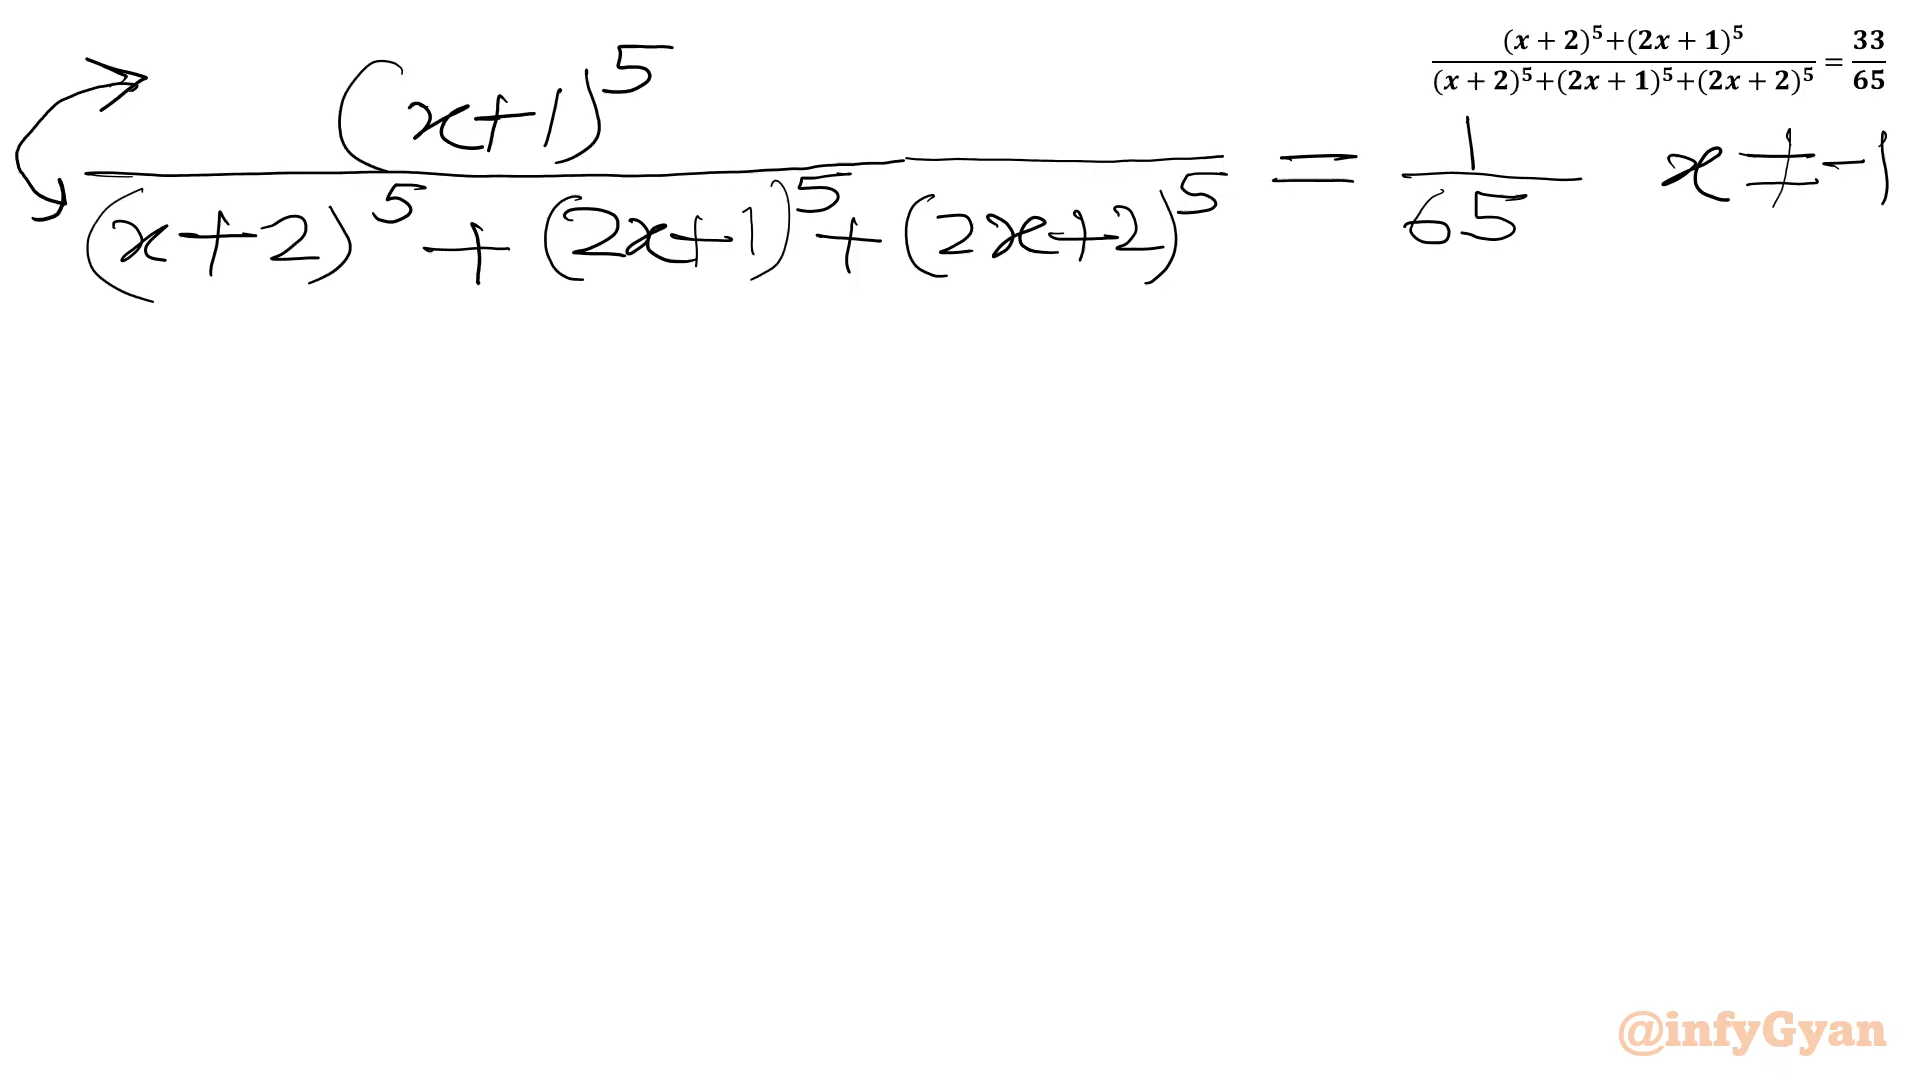 (x + 2)⁵+(2x + 1)⁵ / (x + 2)⁵+(2x + 1)⁵+(2x + 2)⁵ = 33/65
(x+1)⁵ / (x+2)⁵ + (2x+1)⁵ + (2x+2)⁵ = 1/65 x ≠ -1
@infyGyan